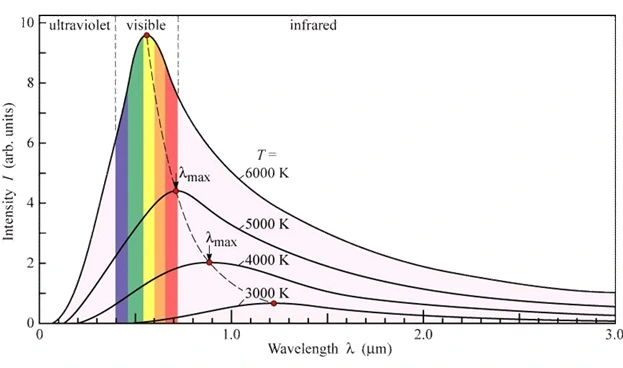 ultraviolet visible infrared
10
8
6
4
2
0
Intensity I (arb. units)
T =
6000 K
λmax
5000 K
λmax
4000 K
3000 K
0 1.0 2.0 3.0
Wavelength λ (μm)